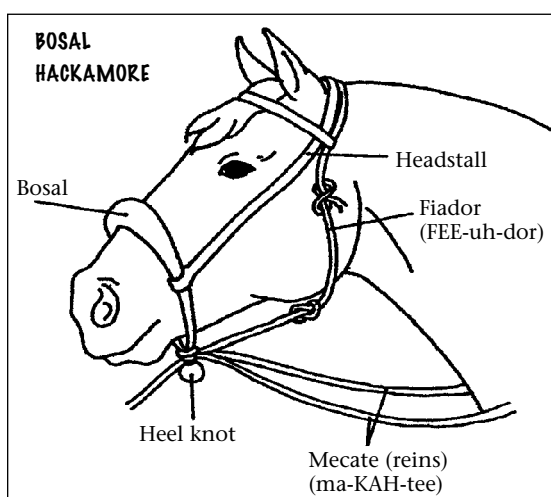 BOSAL
HACKAMORE
Headstall
Bosal
Fiador
(FEE-uh-dor)
Heel knot
Mecate (reins)
(ma-KAH-tee)